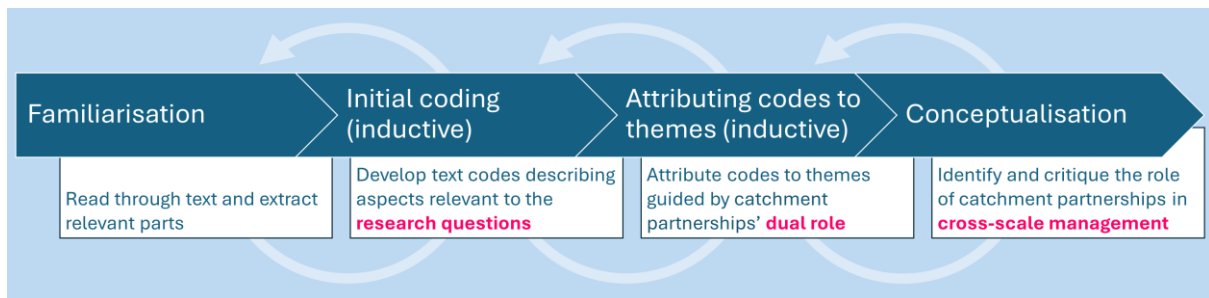 Familiarisation
Initial coding
(inductive)
Attributing codes to
themes (inductive)
Conceptualisation
Read through text and extract
relevant parts
Develop text codes describing
aspects relevant to the
research questions
Attribute codes to themes
guided by catchment
partnerships’ dual role
Identify and critique the role
of catchment partnerships in
cross-scale management